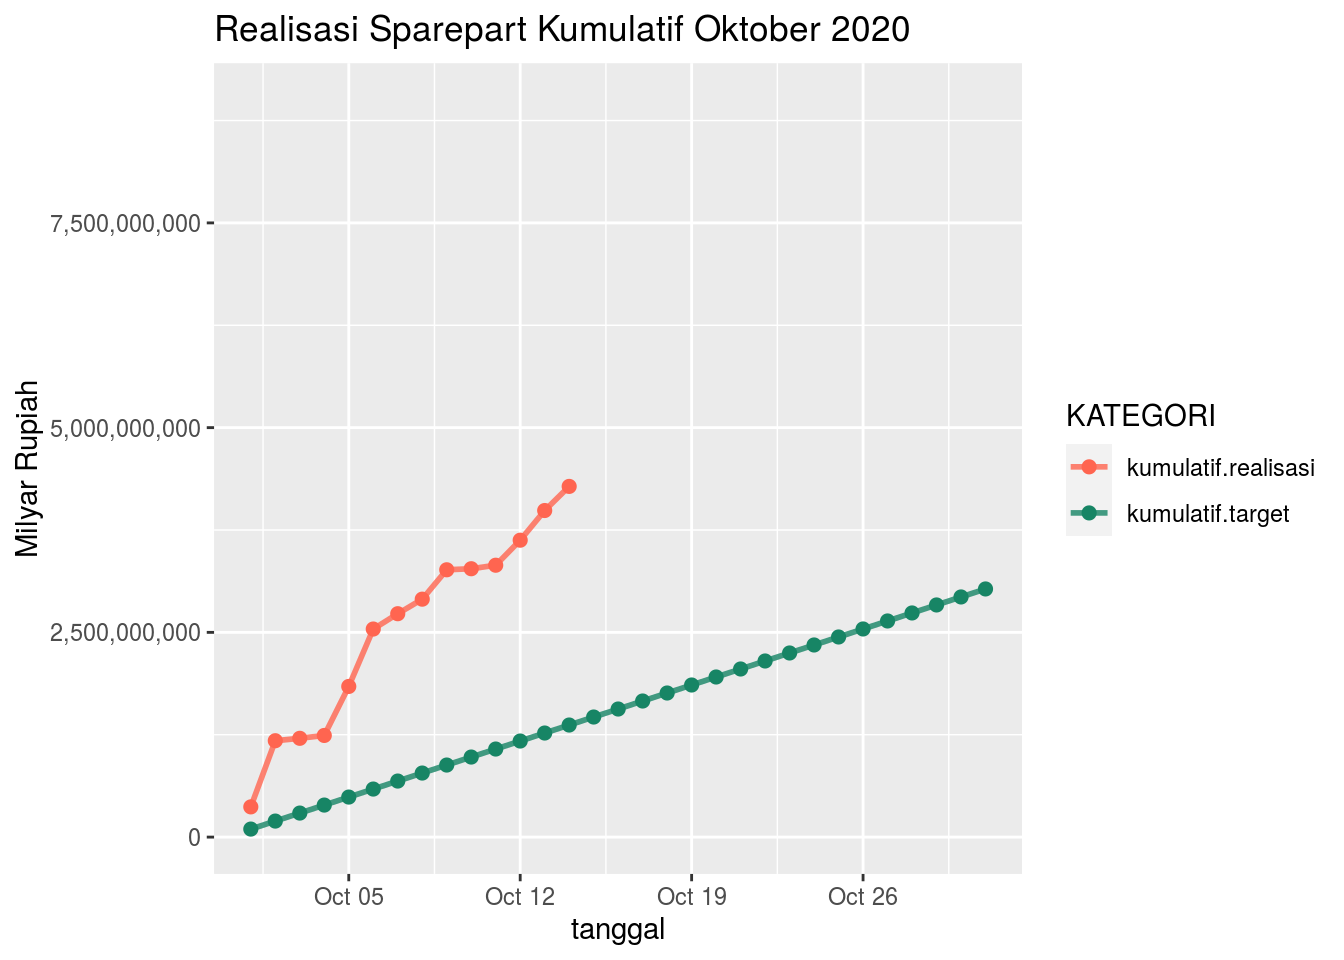 Realisasi Sparepart Kumulatif Oktober 2020
Milyar Rupiah
7,500,000,000
5,000,000,000
2,500,000,000
0
Oct 05
Oct 12
Oct 19
Oct 26
tanggal
KATEGORI
kumulatif.realisasi
kumulatif.target